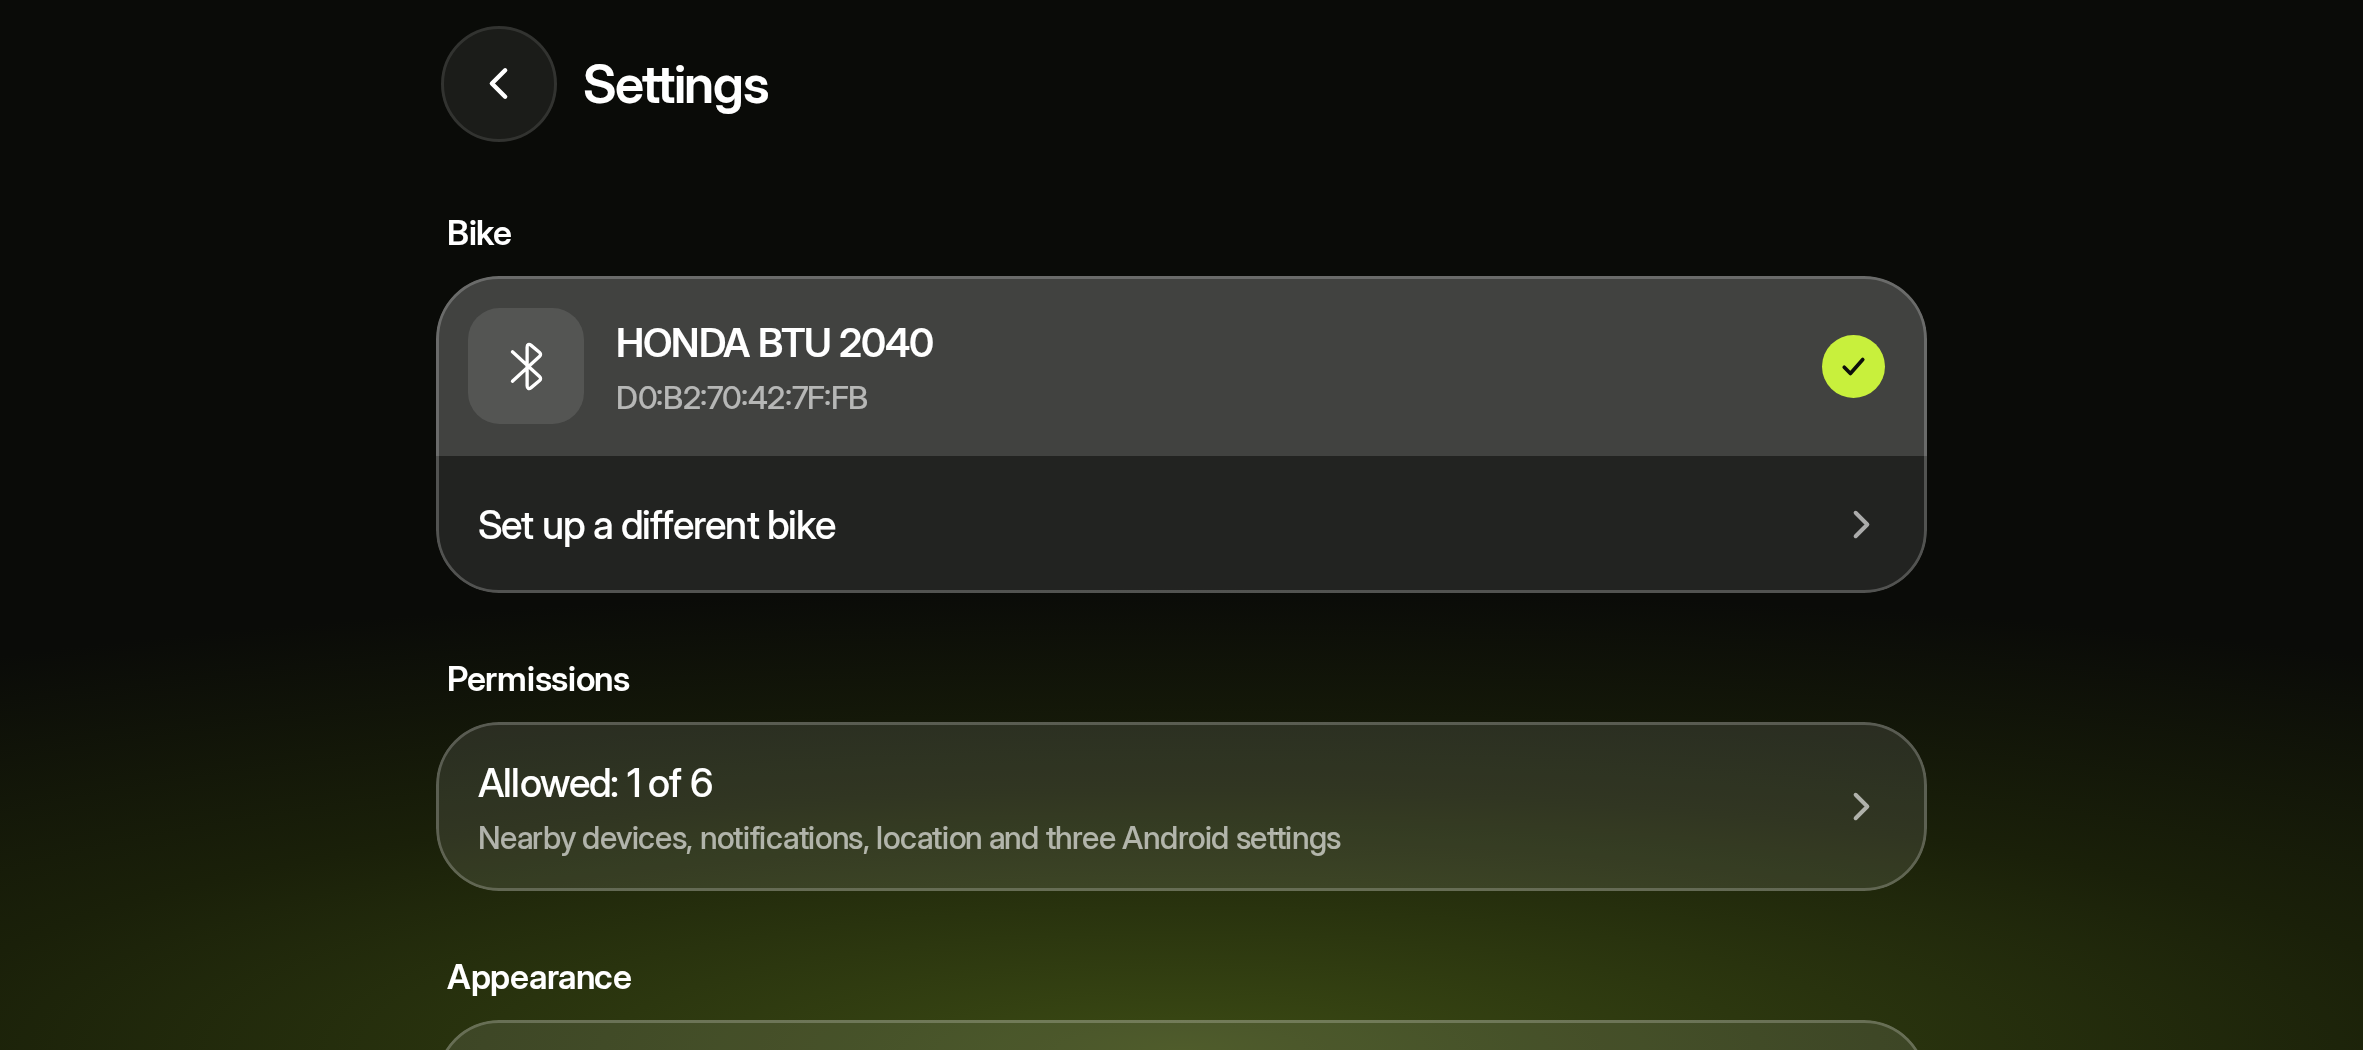 Settings
Bike
HONDA BTU 2040
D0:B2:70:42:7F:FB
Set up a different bike
Permissions
Allowed: 1 of 6
Nearby devices, notifications, location and three Android settings
Appearance